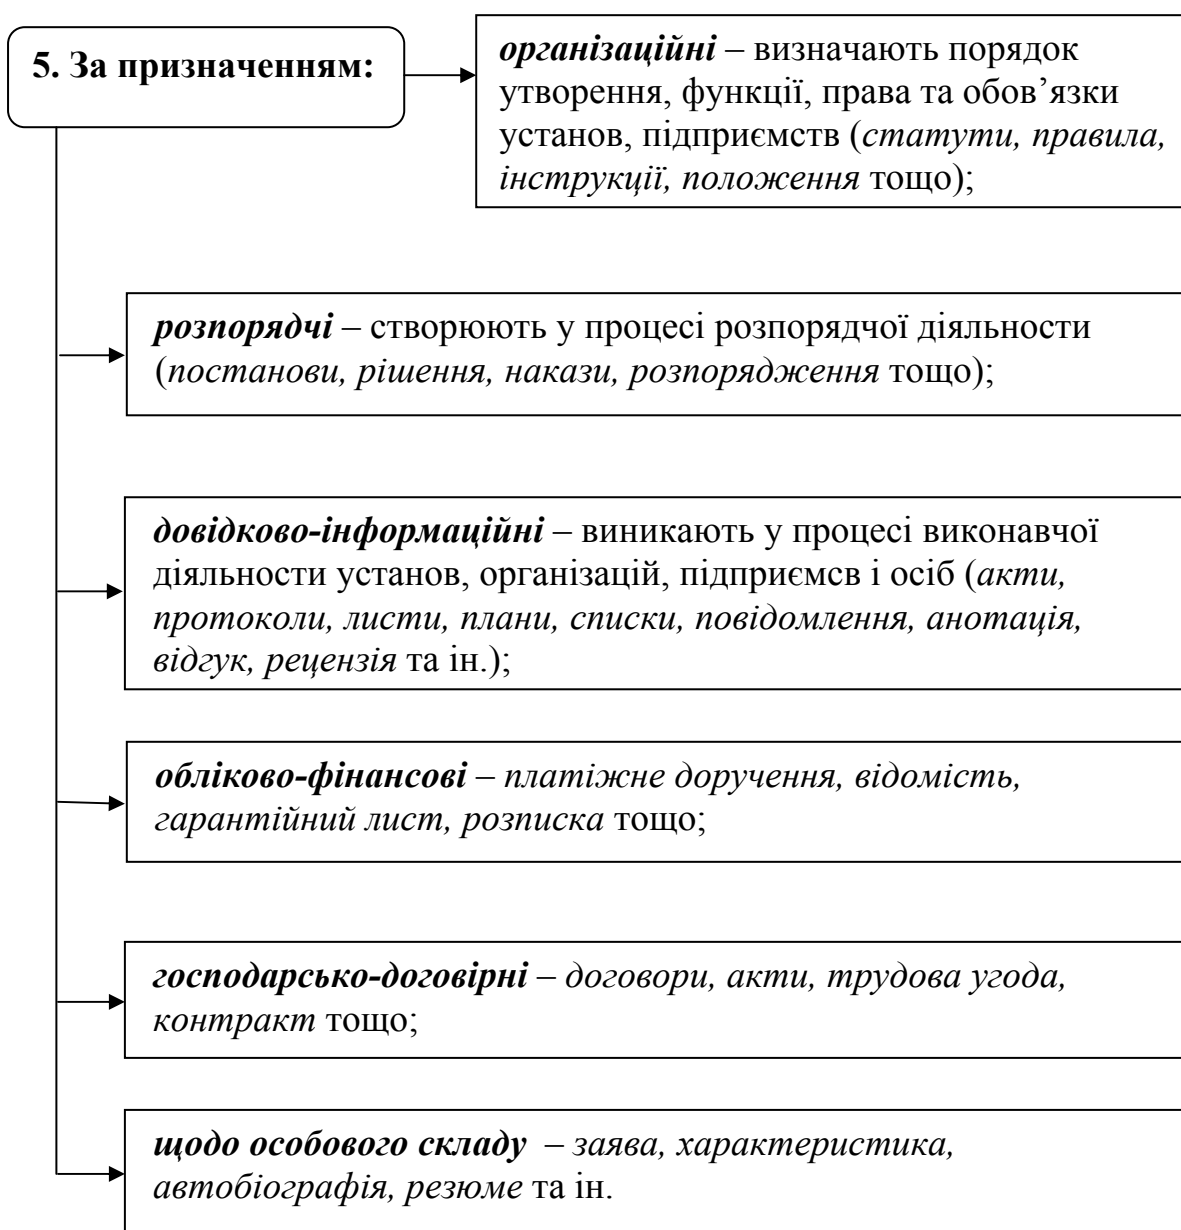 5. За призначенням:
організаційні – визначають порядок
утворення, функції, права та обов’язки
установ, підприємств (статути, правила,
інструкції, положення тощо);
розпорядчі – створюють у процесі розпорядчої діяльности
(постанови, рішення, накази, розпорядження тощо);
довідково-інформаційні – виникають у процесі виконавчої
діяльности установ, організацій, підприємсв і осіб (акти,
протоколи, листи, плани, списки, повідомлення, анотація,
відгук, рецензія та ін.);
обліково-фінансові – платіжне доручення, відомість,
гарантійний лист, розписка тощо;
господарсько-договірні – договори, акти, трудова угода,
контракт тощо;
щодо особового складу – заява, характеристика,
автобіографія, резюме та ін.